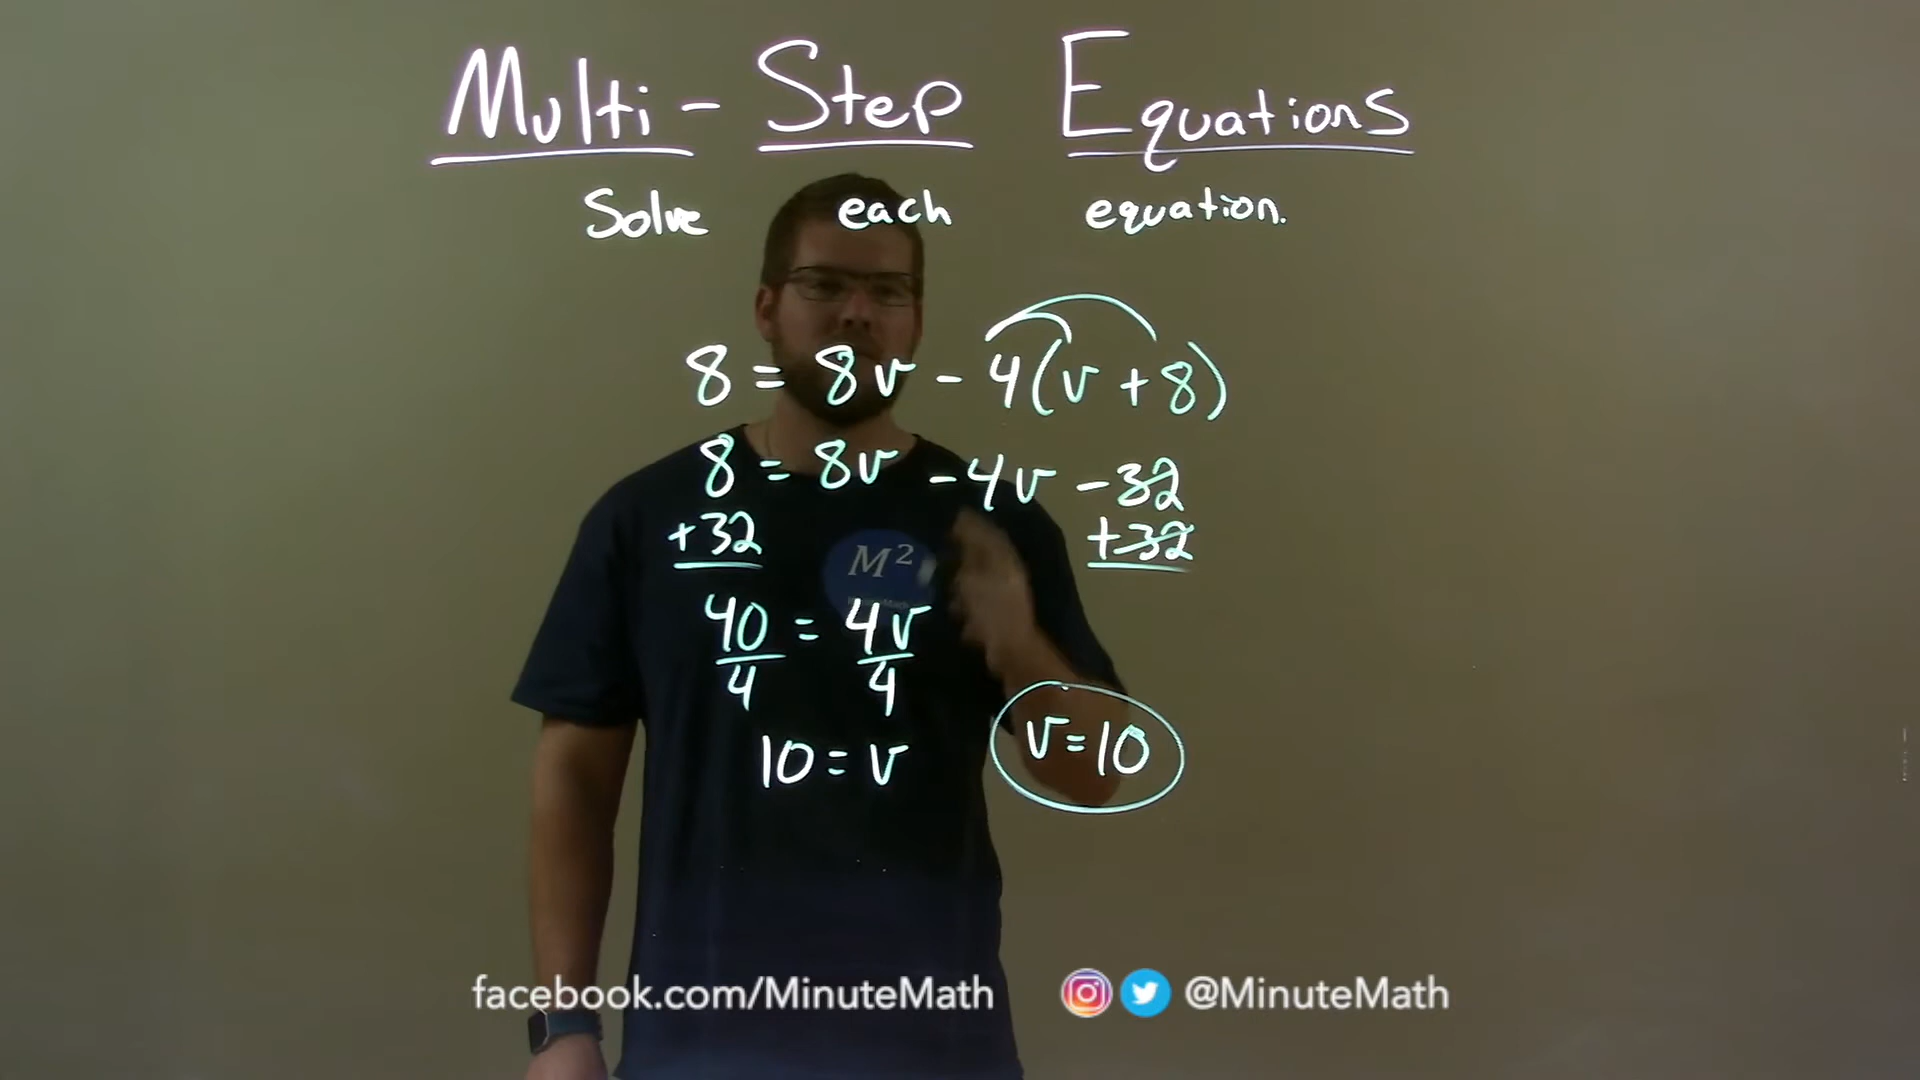 Multi-Step Equations
Solve each equation.
8 = 8v - 4(v + 8)
8 = 8v - 4v - 32
+32 +32
M²
40 = 4v
4 4
10 = v
v = 10
facebook.com/MinuteMath @MinuteMath